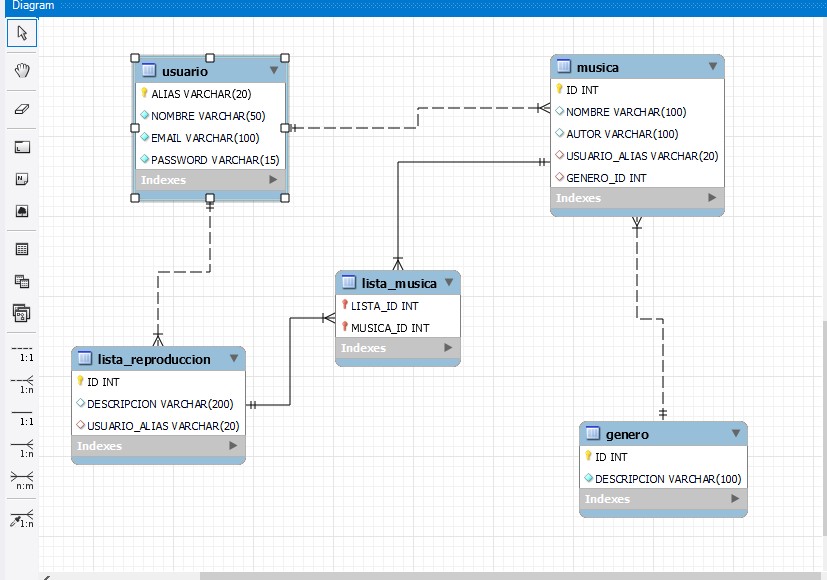 Diagram
usuario
ALIAS VARCHAR(20)
NOMBRE VARCHAR(50)
EMAIL VARCHAR(100)
PASSWORD VARCHAR(15)
Indexes
musica
ID INT
NOMBRE VARCHAR(100)
AUTOR VARCHAR(100)
USUARIO_ALIAS VARCHAR(20)
GENERO_ID INT
Indexes
lista_musica
LISTA_ID INT
MUSICA_ID INT
Indexes
lista_reproduccion
ID INT
DESCRIPCION VARCHAR(200)
USUARIO_ALIAS VARCHAR(20)
Indexes
genero
ID INT
DESCRIPCION VARCHAR(100)
Indexes
1:1
1:n
1:1
1:n
n:m
1:n